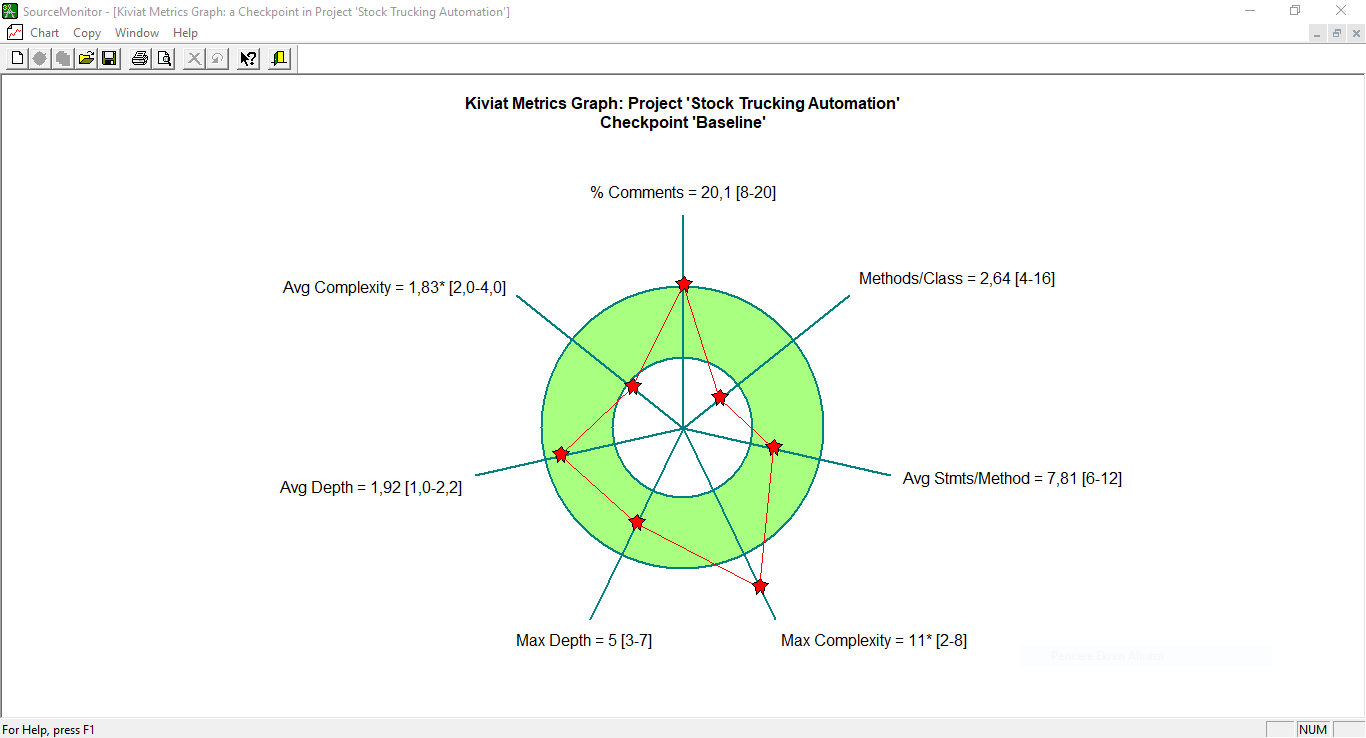 SourceMonitor - [Kiviat Metrics Graph: a Checkpoint in Project 'Stock Trucking Automation']
Chart Copy Window Help
Kiviat Metrics Graph: Project 'Stock Trucking Automation'
Checkpoint 'Baseline'
% Comments = 20,1 [8-20]
Methods/Class = 2,64 [4-16]
Avg Complexity = 1,83* [2,0-4,0]
Avg Stmts/Method = 7,81 [6-12]
Avg Depth = 1,92 [1,0-2,2]
Max Depth = 5 [3-7]
Max Complexity = 11* [2-8]
For Help, press F1
NUM